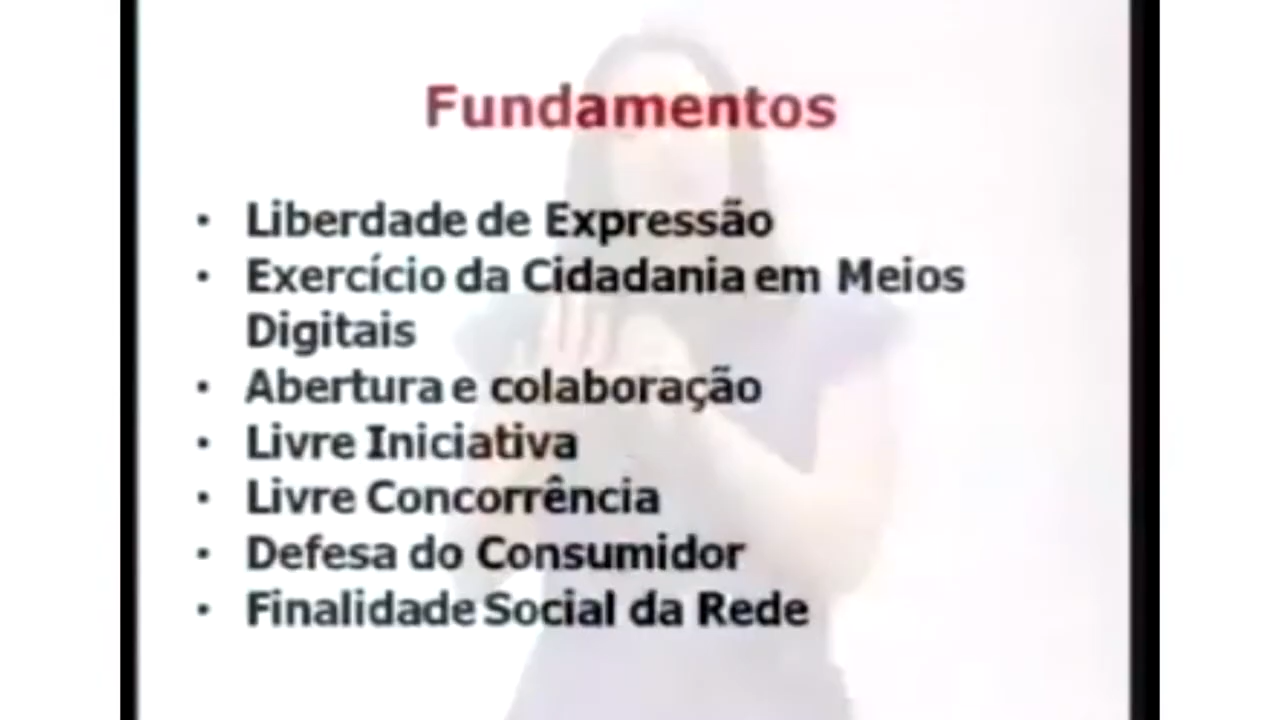 Fundamentos
• Liberdade de Expressão
• Exercício da Cidadania em Meios
Digitais
• Abertura e colaboração
• Livre Iniciativa
• Livre Concorrência
• Defesa do Consumidor
• Finalidade Social da Rede